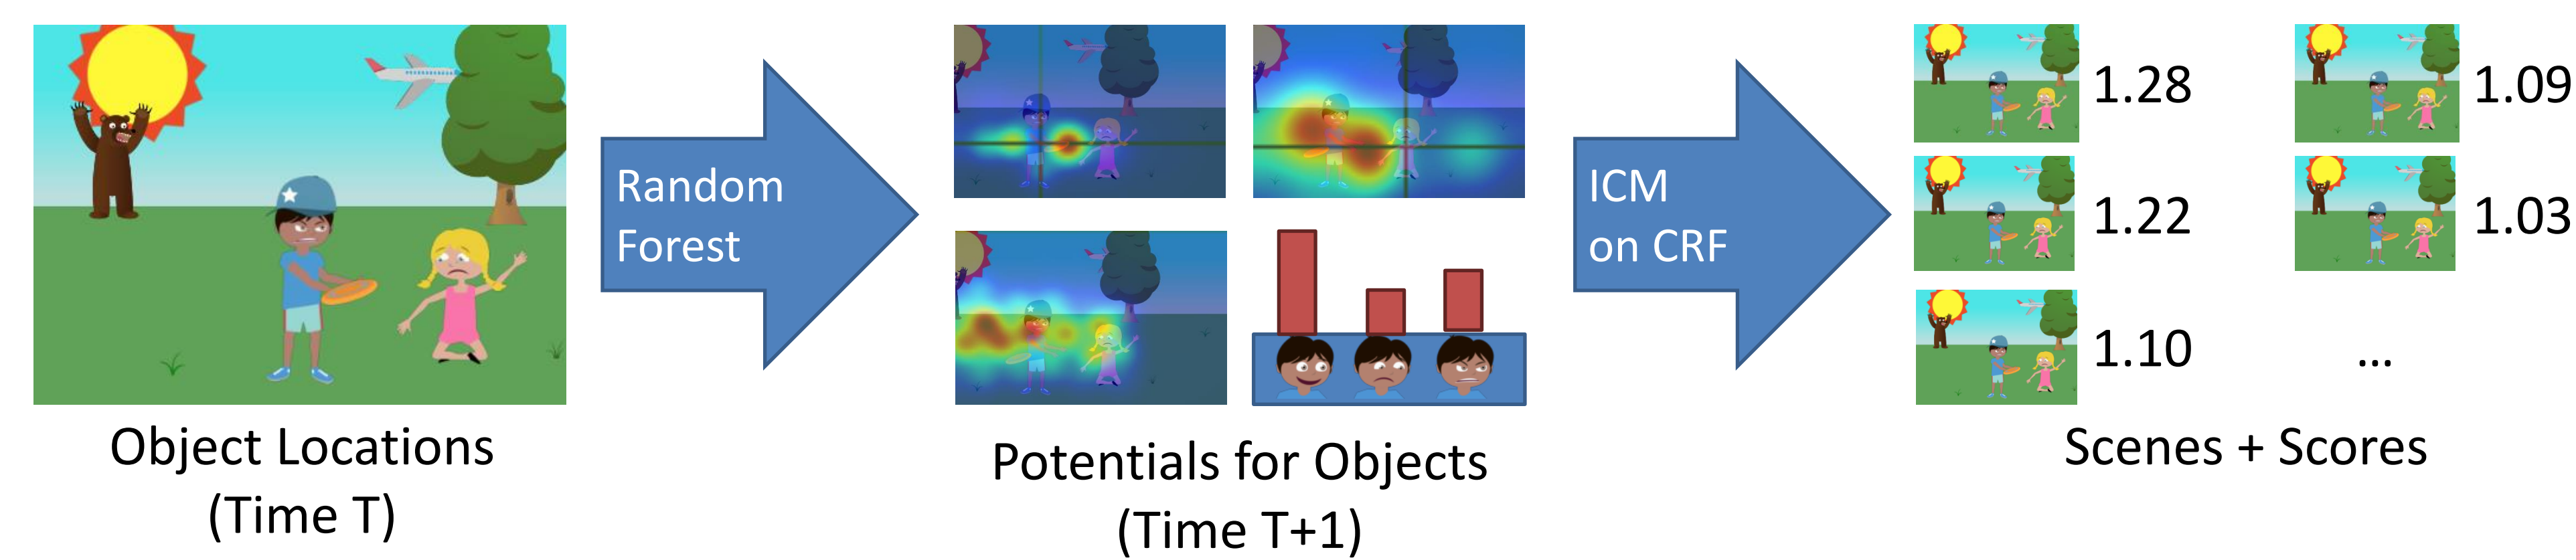 Object Locations
(Time T)
Random
Forest
Potentials for Objects
(Time T+1)
ICM
on CRF
1.28
1.09
1.22
1.03
1.10
...
Scenes + Scores